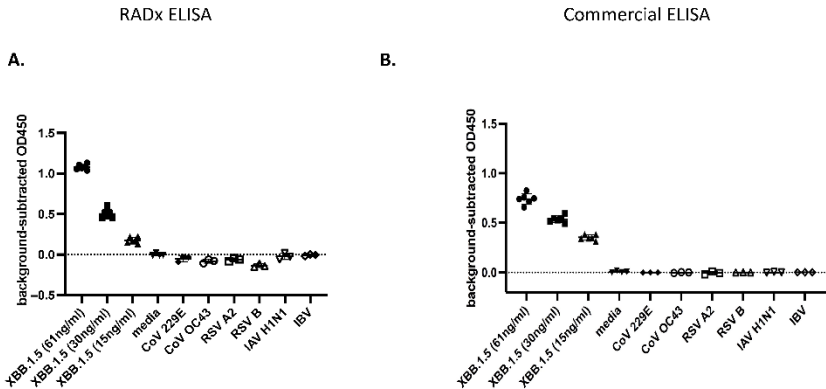 RADx ELISA
Commercial ELISA
A.
B.
background-subtracted OD450
1.5
1.0
0.5
0.0
−0.5
XBB.1.5 (61ng/ml)
XBB.1.5 (30ng/ml)
XBB.1.5 (15ng/ml)
media
CoV 229E
CoV OC43
RSV A2
RSV B
IAV H1N1
IBV
background-subtracted OD450
1.5
1.0
0.5
0.0
XBB.1.5 (61ng/ml)
XBB.1.5 (30ng/ml)
XBB.1.5 (15ng/ml)
media
CoV 229E
CoV OC43
RSV A2
RSV B
IAV H1N1
IBV